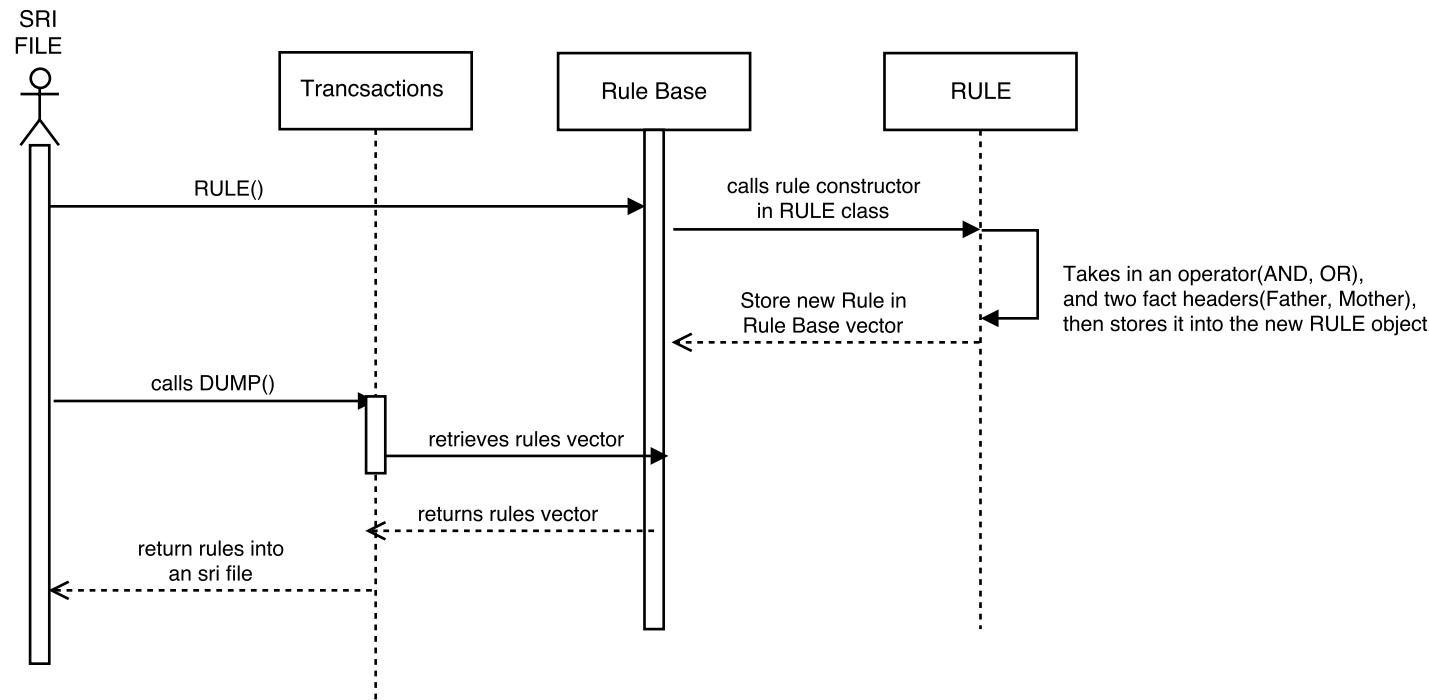 SRI
FILE
Trancsactions
Rule Base
RULE
RULE()
calls rule constructor
in RULE class
Takes in an operator(AND, OR),
and two fact headers(Father, Mother),
then stores it into the new RULE object
Store new Rule in
Rule Base vector
calls DUMP()
retrieves rules vector
returns rules vector
return rules into
an sri file